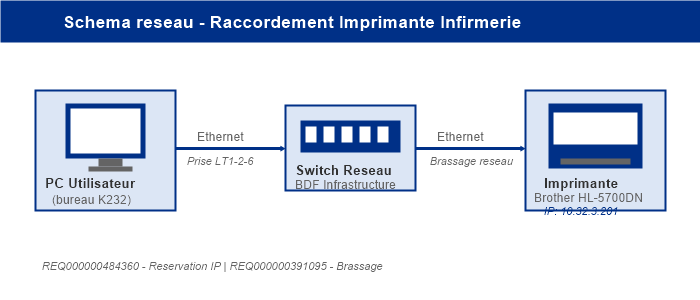 Schema reseau - Raccordement Imprimante Infirmerie
Ethernet
Prise LT1-2-6
Ethernet
Brassage reseau
PC Utilisateur
(bureau K232)
Switch Reseau
BDF Infrastructure
Imprimante
Brother HL-5700DN
IP: 10.32.3.201
REQ000000484360 - Reservation IP | REQ000000391095 - Brassage